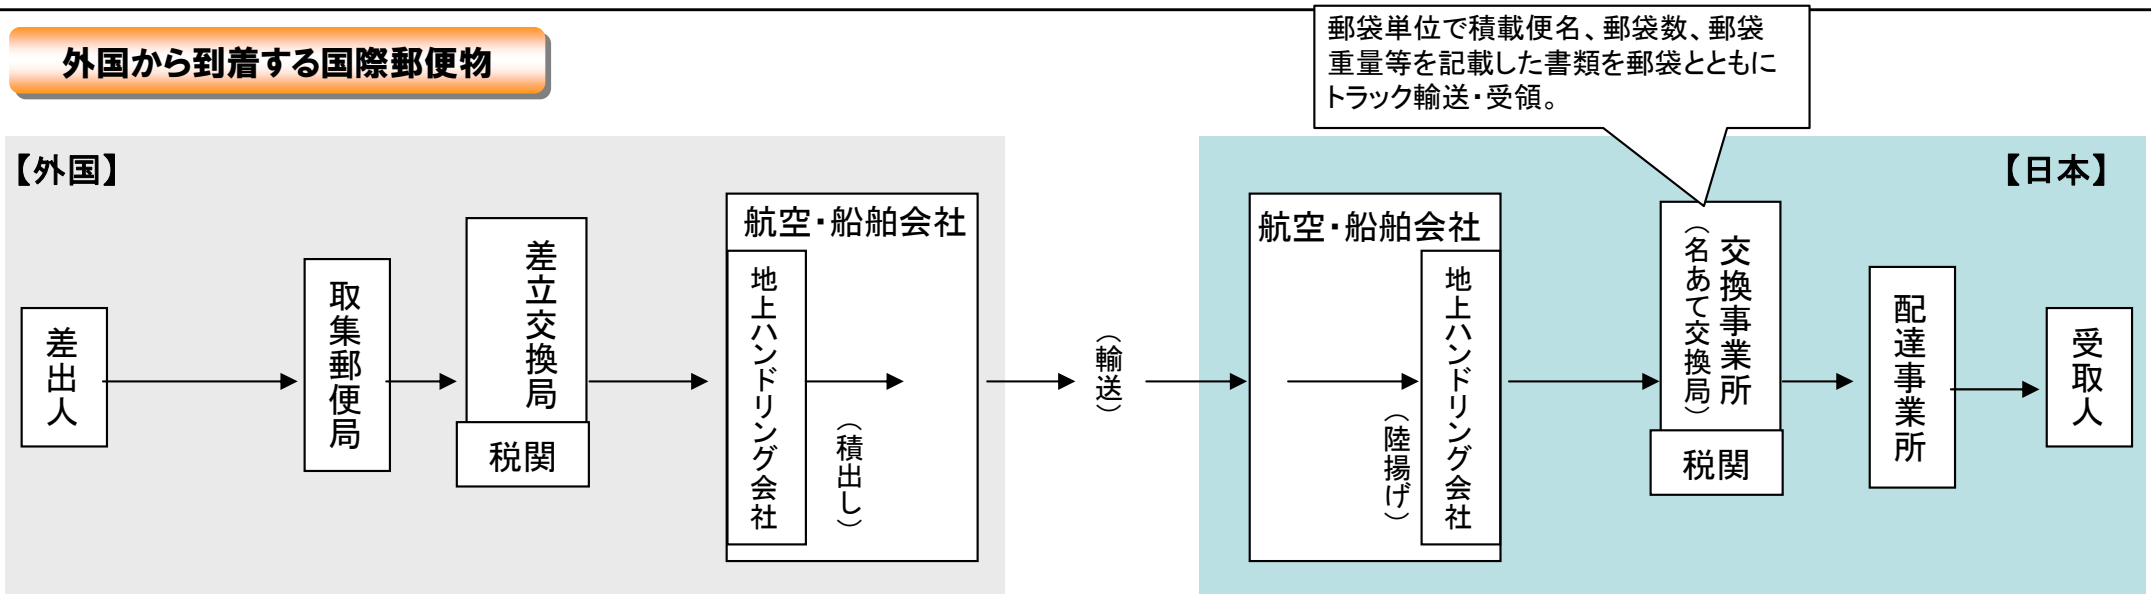 外国から到着する国際郵便物
郵袋単位で積載便名、郵袋数、郵袋
重量等を記載した書類を郵袋とともに
トラック輸送・受領。
【外国】
【日本】
差出人
取集郵便局
差立交換局
税関
航空・船舶会社
地上ハンドリング会社
（積出し）
（輸送）
航空・船舶会社
（陸揚げ）
地上ハンドリング会社
交換事業所
（名あて交換局）
税関
配達事業所
受取人